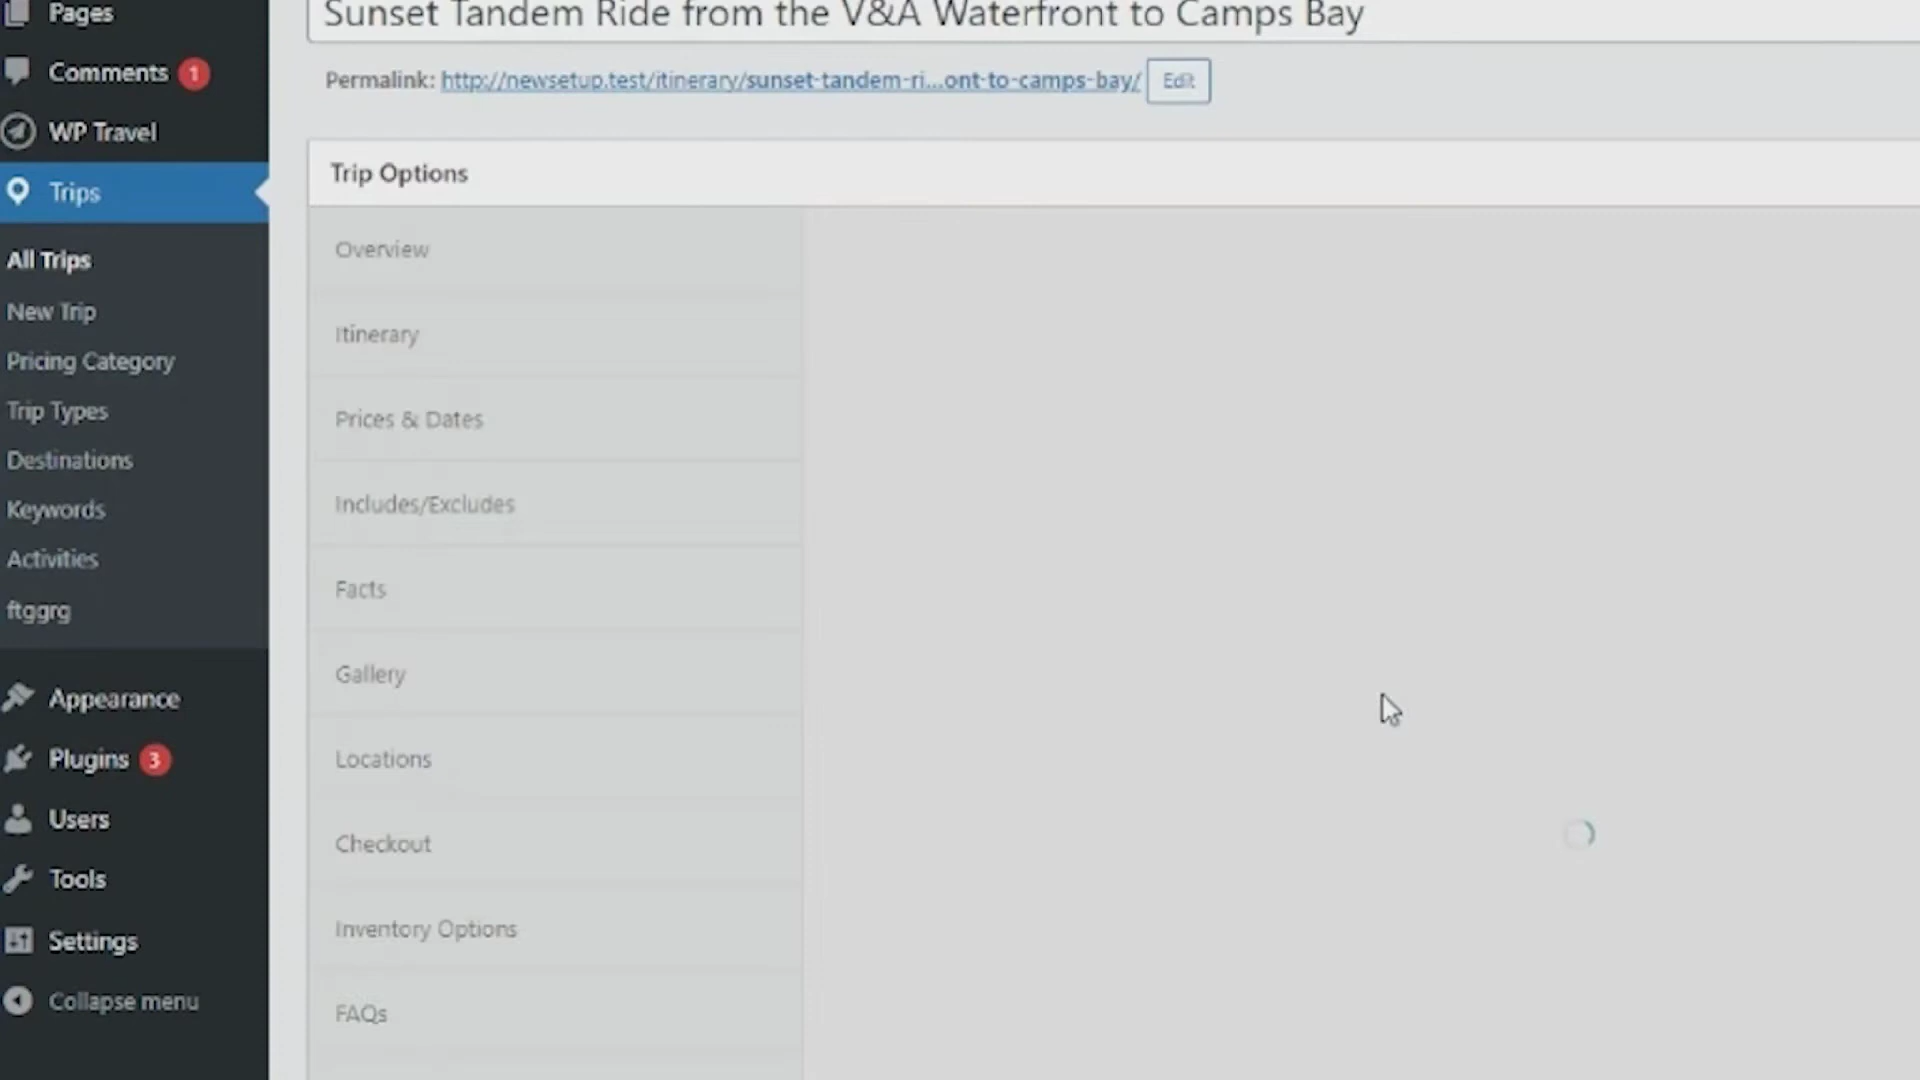 Pages
Comments 1
WP Travel
Trips
All Trips
New Trip
Pricing Category
Trip Types
Destinations
Keywords
Activities
ftggrg
Appearance
Plugins 3
Users
Tools
Settings
Collapse menu
Sunset Tandem Ride from the V&A Waterfront to Camps Bay
Permalink: http://newsetup.test/itinerary/sunset-tandem-ri...ont-to-camps-bay/ Edit
Trip Options
Overview
Itinerary
Prices & Dates
Includes/Excludes
Facts
Gallery
Locations
Checkout
Inventory Options
FAQs